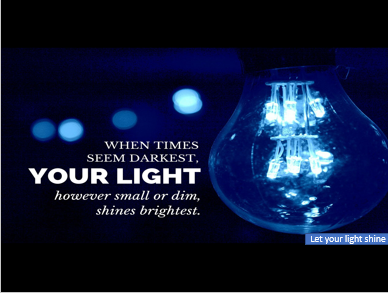 WHEN TIMES
SEEM DARKEST,
YOUR LIGHT
however small or dim,
shines brightest.
Let your light shine